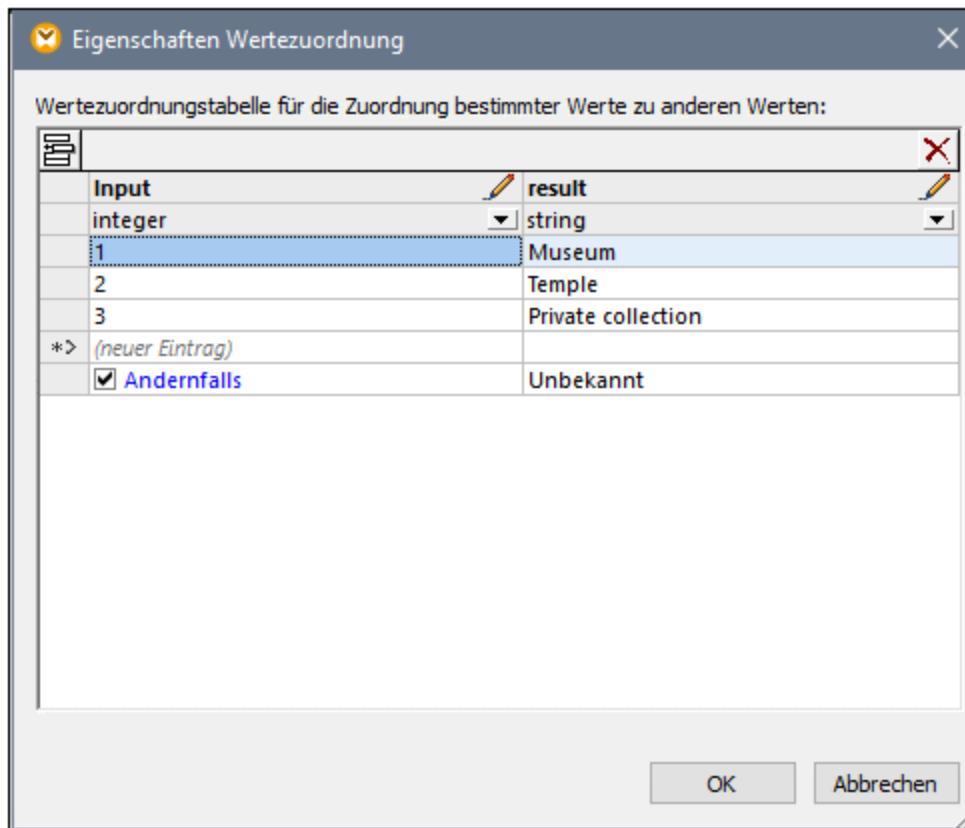 Eigenschaften Wertezuordnung
Wertezuordnungstabelle für die Zuordnung bestimmter Werte zu anderen Werten:
Input result
integer string
1 Museum
2 Temple
3 Private collection
(neuer Eintrag)
Andernfalls Unbekannt
OK Abbrechen